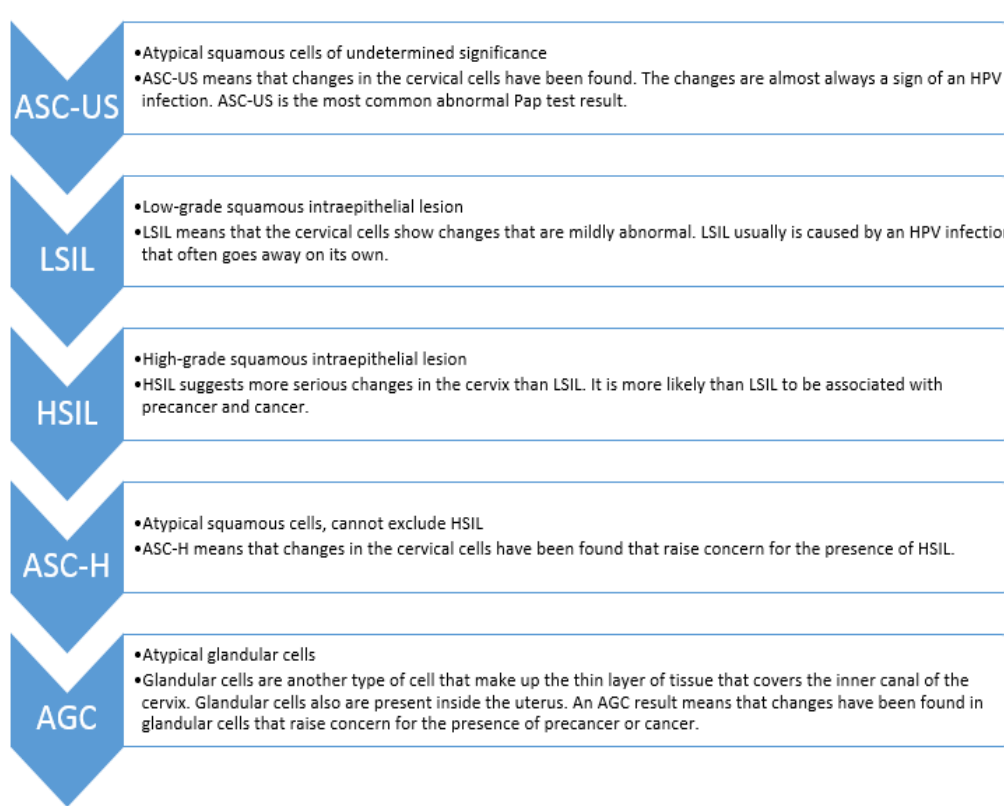 ASC-US
•Atypical squamous cells of undetermined significance
•ASC-US means that changes in the cervical cells have been found. The changes are almost always a sign of an HPV
infection. ASC-US is the most common abnormal Pap test result.
LSIL
•Low-grade squamous intraepithelial lesion
•LSIL means that the cervical cells show changes that are mildly abnormal. LSIL usually is caused by an HPV infection
that often goes away on its own.
HSIL
•High-grade squamous intraepithelial lesion
•HSIL suggests more serious changes in the cervix than LSIL. It is more likely than LSIL to be associated with
precancer and cancer.
ASC-H
•Atypical squamous cells, cannot exclude HSIL
•ASC-H means that changes in the cervical cells have been found that raise concern for the presence of HSIL.
AGC
•Atypical glandular cells
•Glandular cells are another type of cell that make up the thin layer of tissue that covers the inner canal of the
cervix. Glandular cells also are present inside the uterus. An AGC result means that changes have been found in
glandular cells that raise concern for the presence of precancer or cancer.